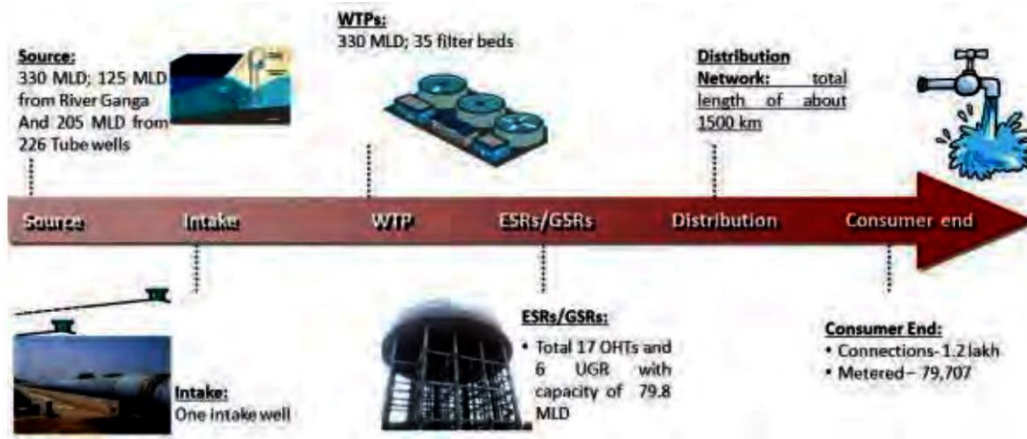 WTPs:
330 MLD; 35 filter beds
Source:
330 MLD; 125 MLD
from River Ganga
And 205 MLD from
226 Tube wells
Distribution
Network: total
length of about
1500 km
Source
Intake
WTP
ESRs/GSRs
Distribution
Consumer end
Intake:
One intake well
ESRs/GSRs:
• Total 17 OHTs and
6 UGR with
capacity of 79.8
MLD
Consumer End:
• Connections- 1.2 lakh
• Metered – 79,707